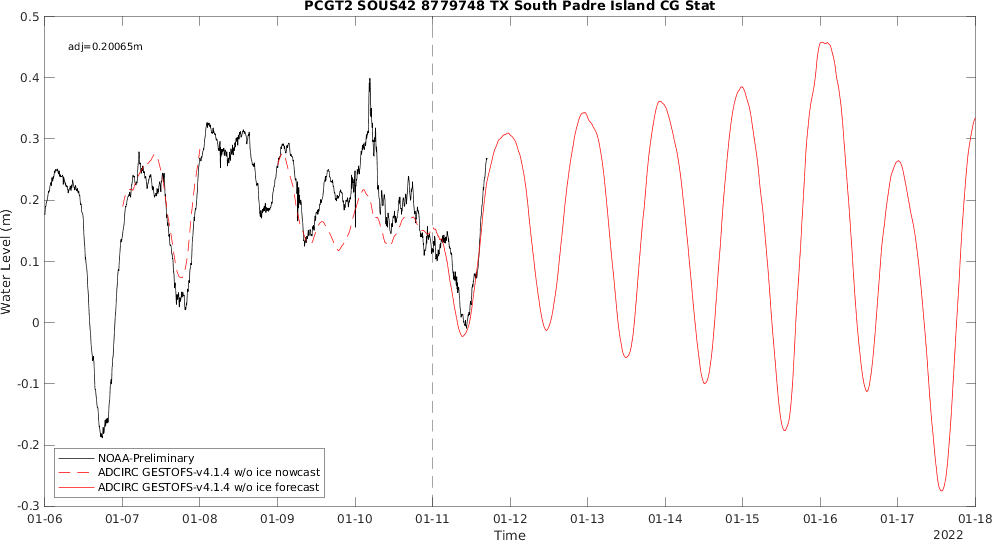 PCGT2 SOUS42 8779748 TX South Padre Island CG Stat
adj=0.20065m
0.5
0.4
0.3
0.2
0.1
0
-0.1
-0.2
-0.3
Water Level (m)
NOAA-Preliminary
ADCIRC GESTOFS-v4.1.4 w/o ice nowcast
ADCIRC GESTOFS-v4.1.4 w/o ice forecast
01-06 01-07 01-08 01-09 01-10 01-11 01-12 01-13 01-14 01-15 01-16 01-17 01-18
Time
2022